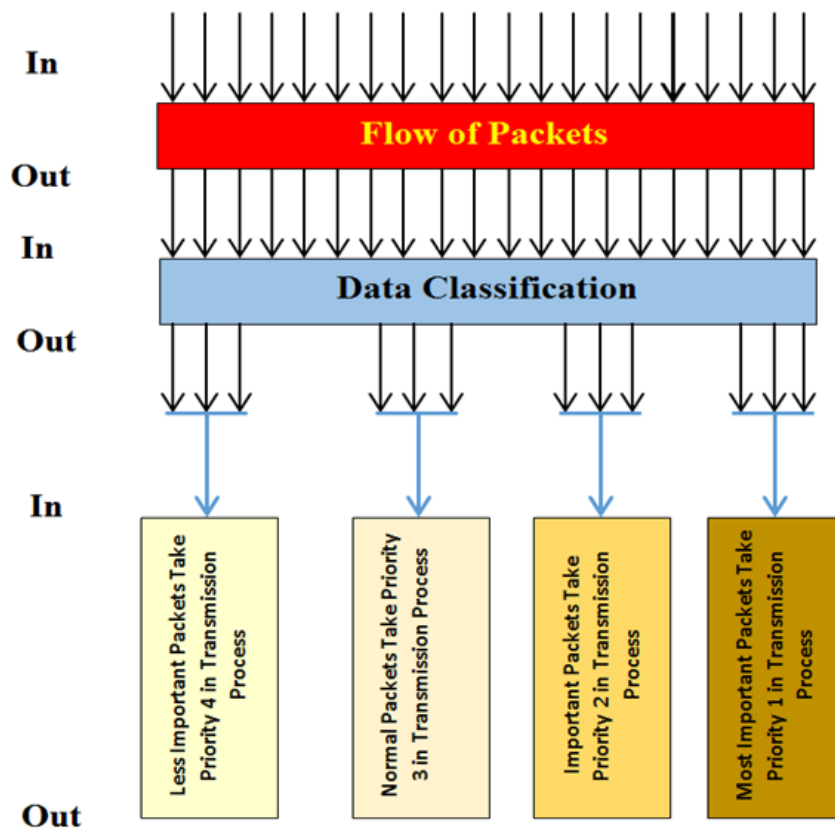 In
Flow of Packets
Out
In
Data Classification
Out
In
Less Important Packets Take
Priority 4 in Transmission
Process
Normal Packets Take Priority
3 in Transmission Process
Important Packets Take
Priority 2 in Transmission
Process
Most Important Packets Take
Priority 1 in Transmission
Process
Out